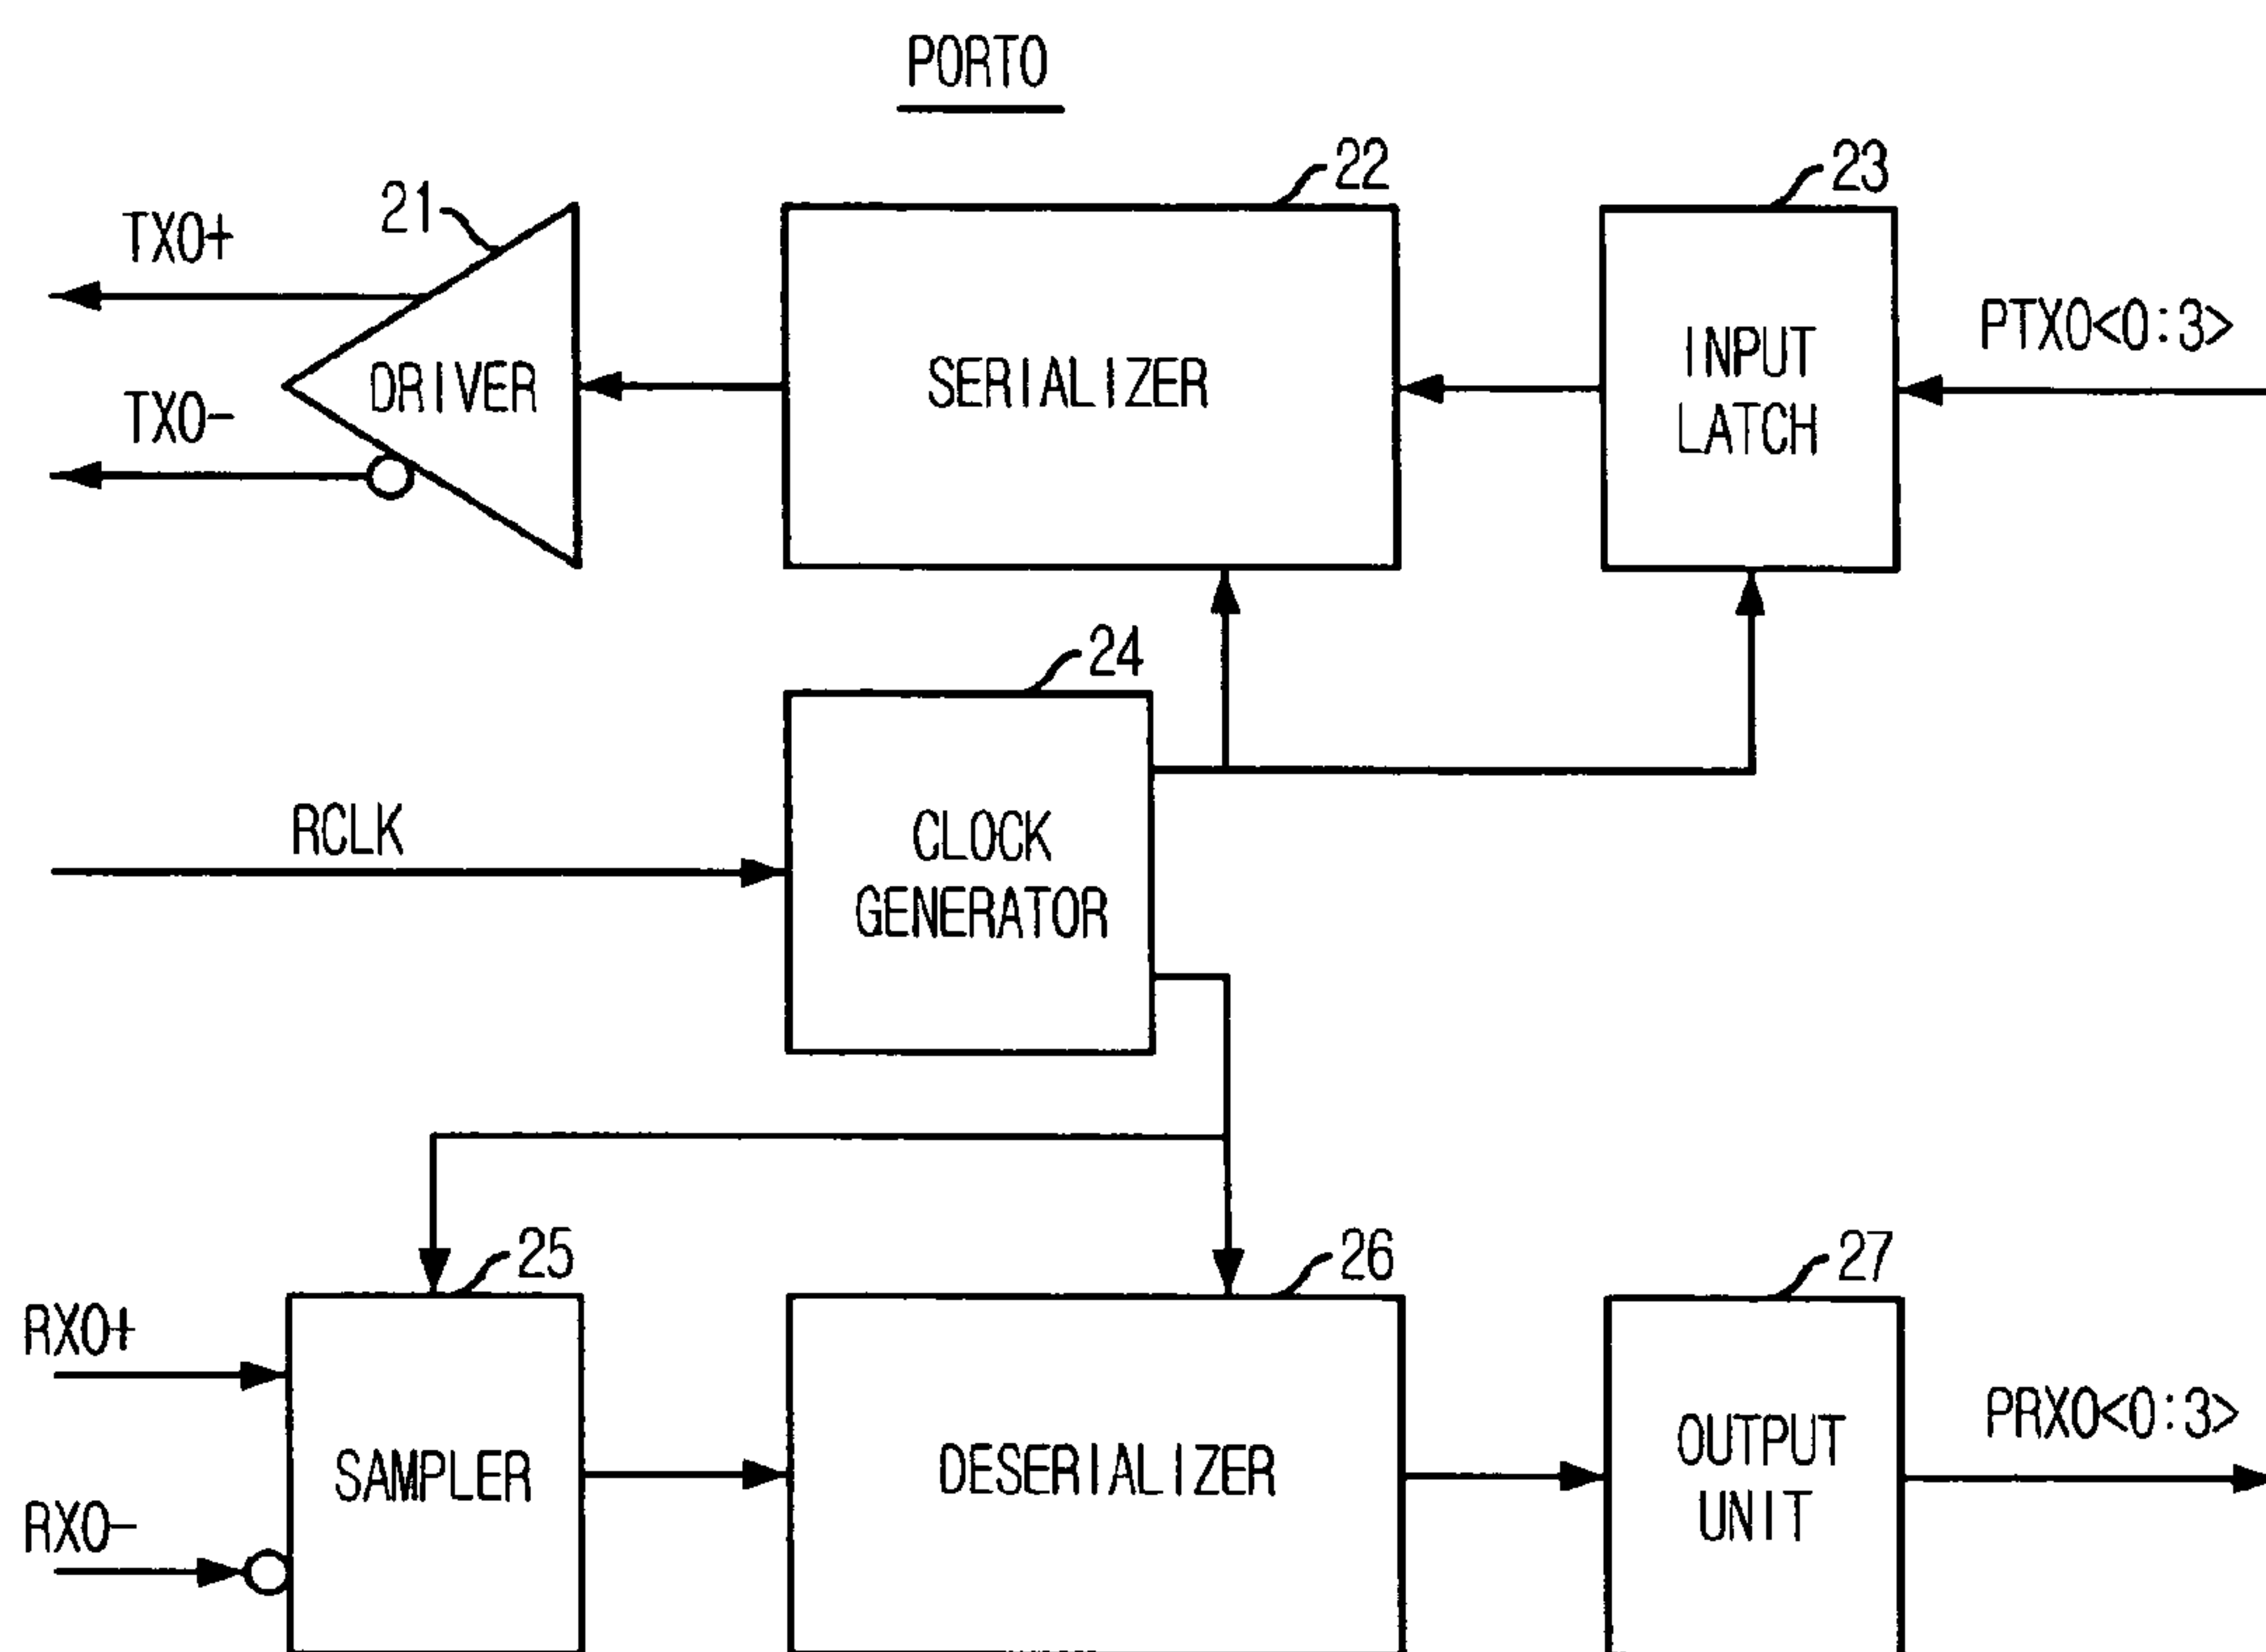 PORT0
22
23
21
TX0+
DRIVER
SERIALIZER
INPUT
LATCH
PTX0<0:3>
TX0-
24
RCLK
CLOCK
GENERATOR
25
26
27
RX0+
SAMPLER
DESERIALIZER
OUTPUT
UNIT
PRX0<0:3>
RX0-